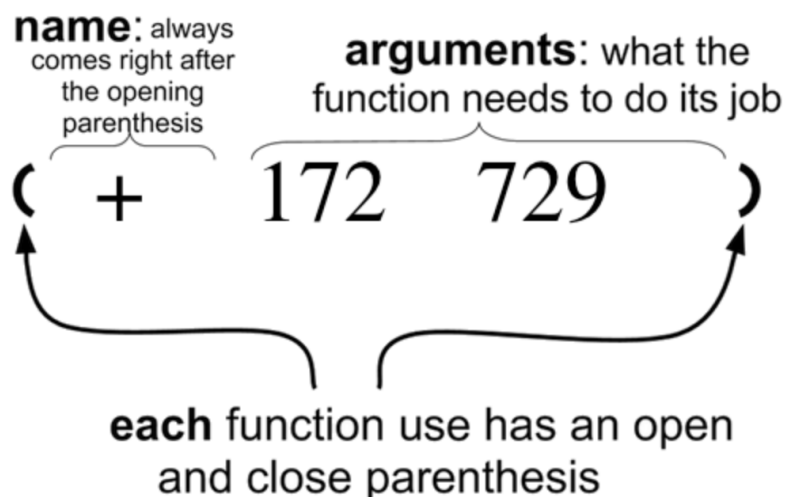 name: always
comes right after
the opening
parenthesis
arguments: what the
function needs to do its job
( + 172 729 )
each function use has an open
and close parenthesis